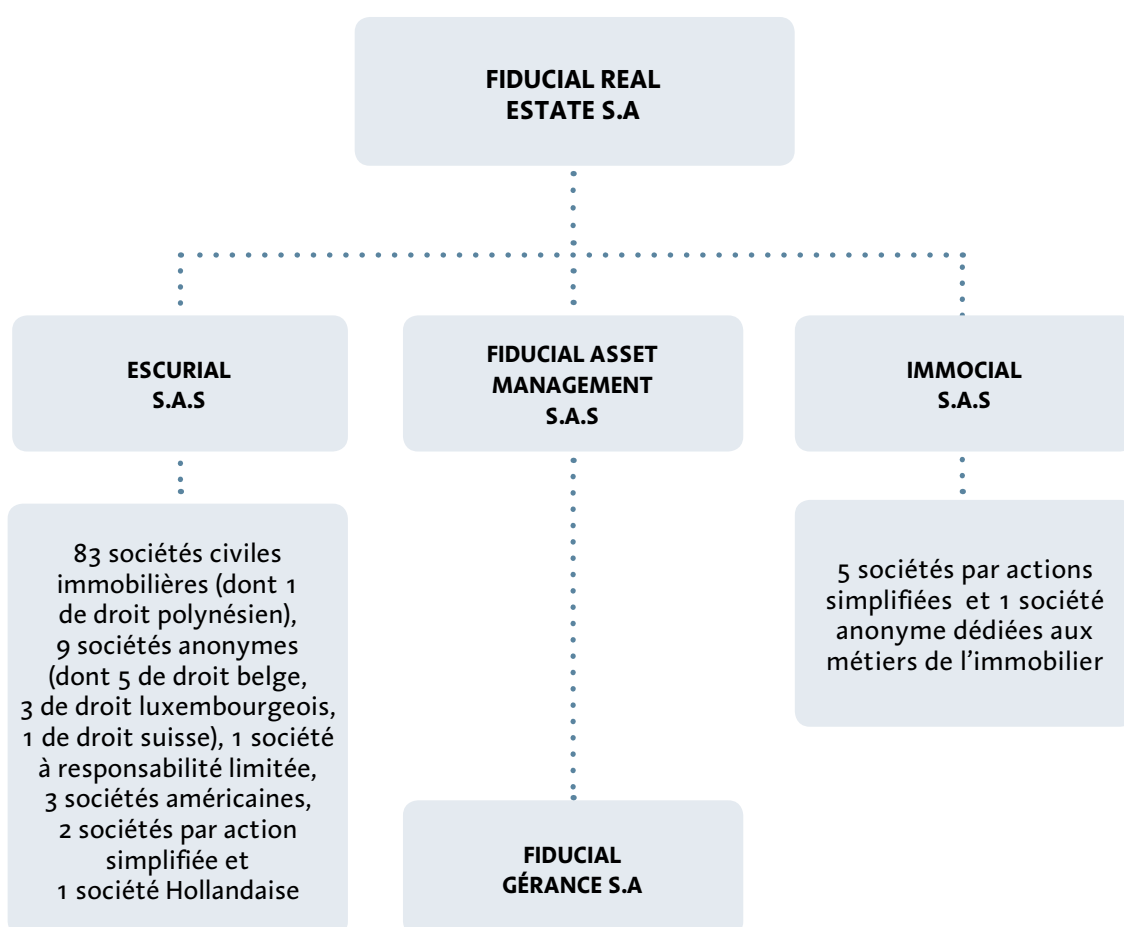 FIDUCIAL REAL
ESTATE S.A
ESCURIAL
S.A.S
FIDUCIAL ASSET
MANAGEMENT
S.A.S
IMMOCIAL
S.A.S
83 sociétés civiles
immobilières (dont 1
de droit polynésien),
9 sociétés anonymes
(dont 5 de droit belge,
3 de droit luxembourgeois,
1 de droit suisse), 1 société
à responsabilité limitée,
3 sociétés américaines,
2 sociétés par action
simplifiée et
1 société Hollandaise
5 sociétés par actions
simplifiées et 1 société
anonyme dédiées aux
métiers de l'immobilier
FIDUCIAL
GÉRANCE S.A